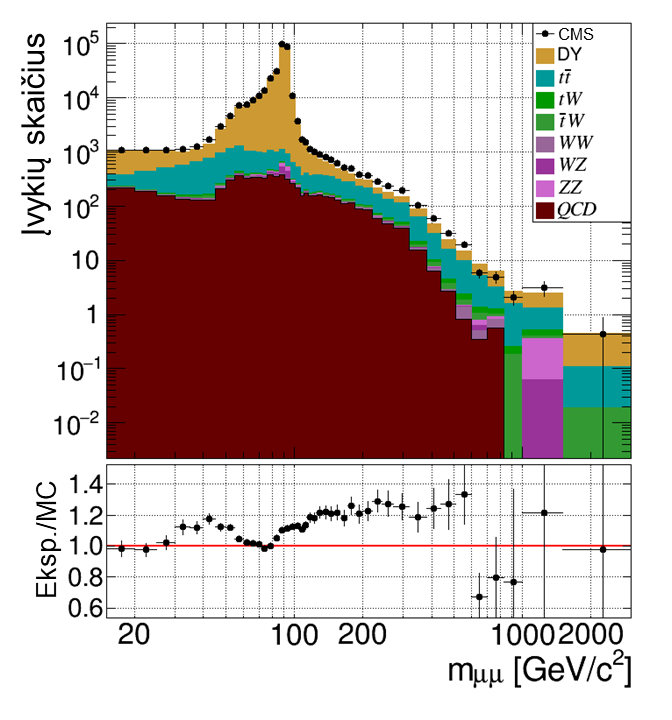 Įvykių skaičius
10⁵
10⁴
10³
10²
10
1
10⁻¹
10⁻²
CMS
DY
tt̄
tW
t̄W
WW
WZ
ZZ
QCD
Eksp./MC
1.4
1.2
1.0
0.8
0.6
20 100 200 1000 2000
mμμ [GeV/c²]